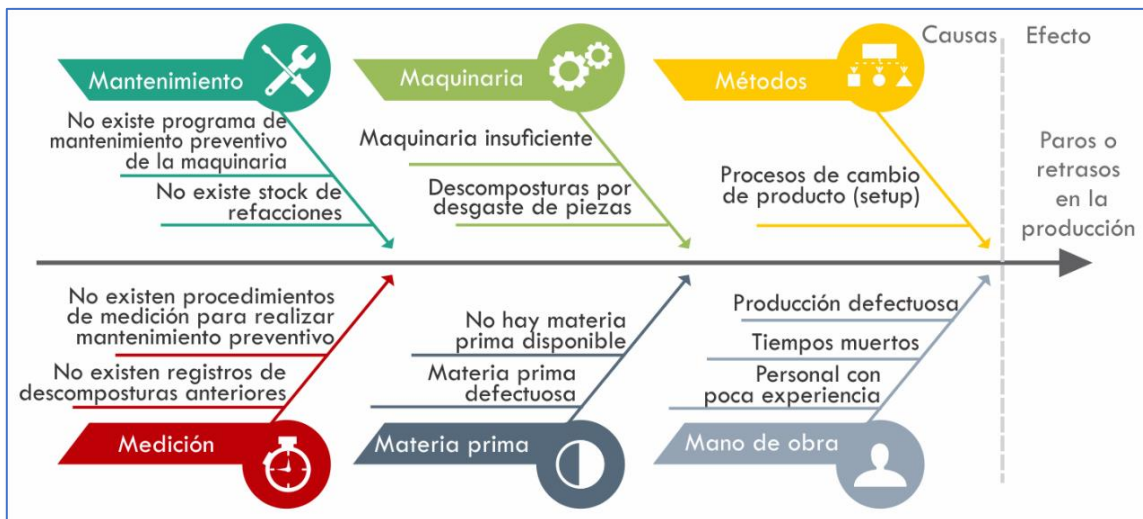 Causas
Efecto
Mantenimiento
No existe programa de
mantenimiento preventivo
de la maquinaria
No existe stock de
refacciones
Maquinaria
Maquinaria insuficiente
Descomposturas por
desgaste de piezas
Métodos
Procesos de cambio
de producto (setup)
Paros o
retrasos
en la
producción
No existen procedimientos
de medición para realizar
mantenimiento preventivo
No existen registros de
descomposturas anteriores
Medición
No hay materia
prima disponible
Materia prima
defectuosa
Materia prima
Producción defectuosa
Tiempos muertos
Personal con
poca experiencia
Mano de obra